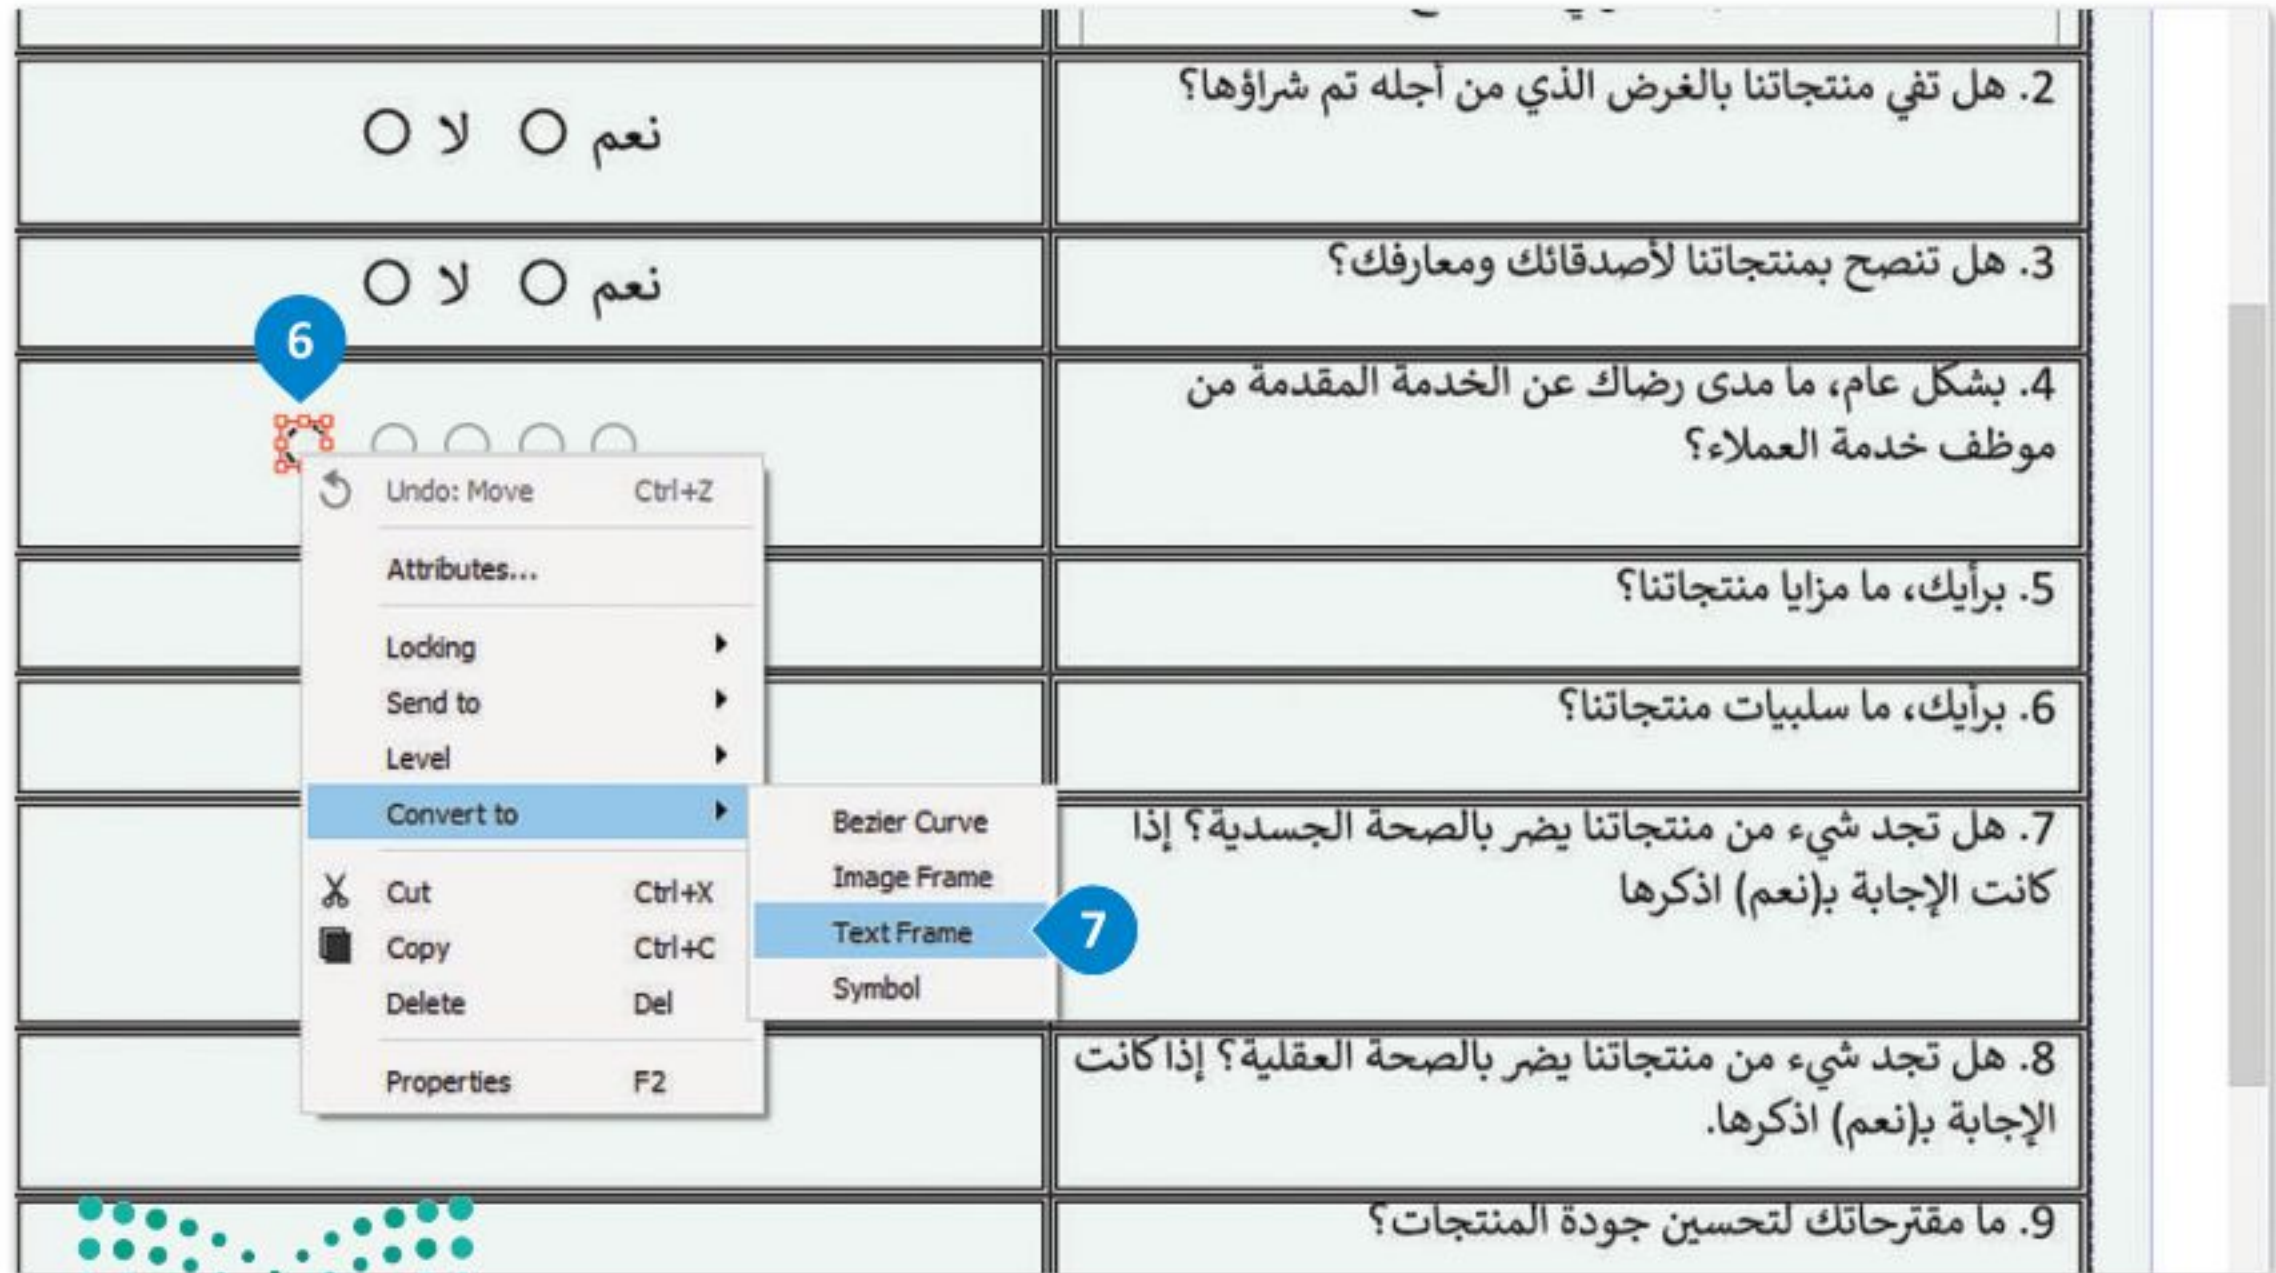 2. هل تفي منتجاتنا بالغرض الذي من أجله تم شراؤها؟
نعم لا
3. هل تنصح بمنتجاتنا لأصدقائك ومعارفك؟
نعم لا
6
4. بشكل عام، ما مدى رضاك عن الخدمة المقدمة من
موظف خدمة العملاء؟
Undo: Move Ctrl+Z
Attributes...
Locking
Send to
Level
Convert to
Cut Ctrl+X
Copy Ctrl+C
Delete Del
Properties F2
Bezier Curve
Image Frame
Text Frame
Symbol
7
5. برأيك، ما مزايا منتجاتنا؟
6. برأيك، ما سلبيات منتجاتنا؟
7. هل تجد شيء من منتجاتنا يضر بالصحة الجسدية؟ إذا
كانت الإجابة بـ(نعم) اذكرها
8. هل تجد شيء من منتجاتنا يضر بالصحة العقلية؟ إذا كانت
الإجابة بـ(نعم) اذكرها.
9. ما مقترحاتك لتحسين جودة المنتجات؟